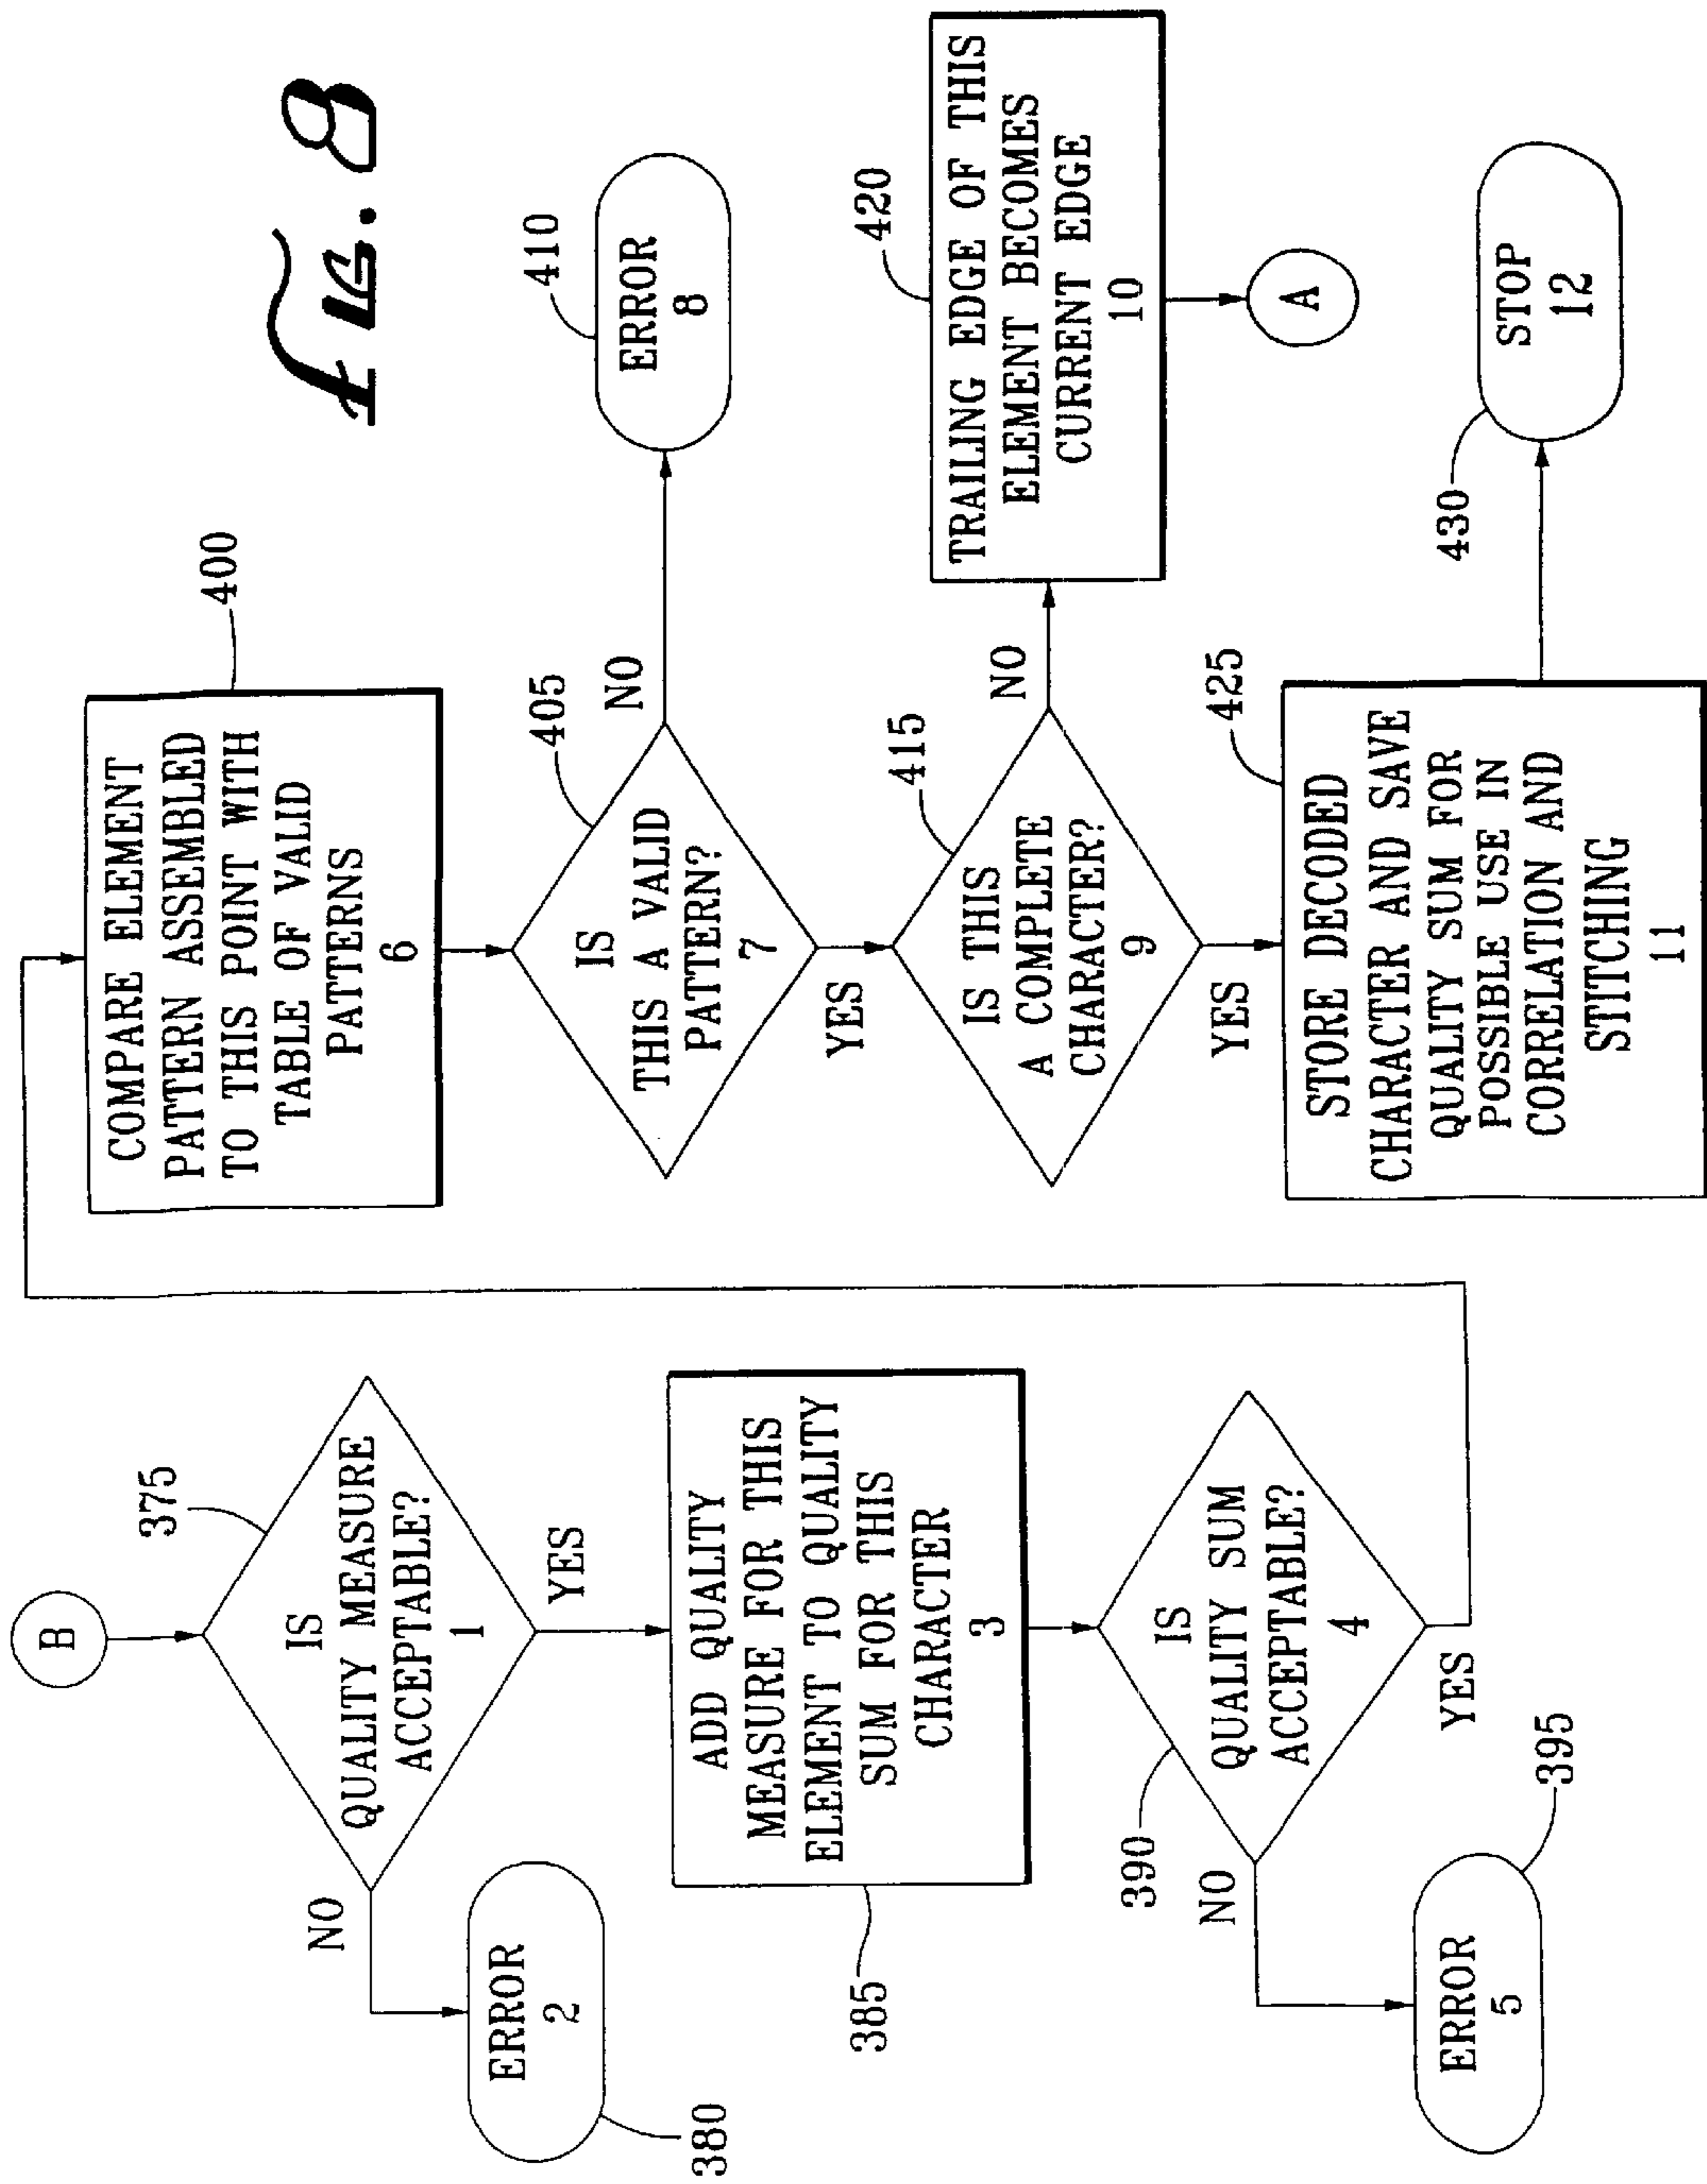 B
375
IS
QUALITY MEASURE
ACCEPTABLE?
1
NO
YES
ERROR
2
380
ADD QUALITY
MEASURE FOR THIS
ELEMENT TO QUALITY
SUM FOR THIS
CHARACTER
3
385
390
IS
QUALITY SUM
ACCEPTABLE?
4
NO
YES
ERROR
5
395
COMPARE ELEMENT
PATTERN ASSEMBLED
TO THIS POINT WITH
TABLE OF VALID
PATTERNS
6
400
405
IS
THIS A VALID
PATTERN?
7
NO
YES
410
ERROR
8
415
IS THIS
A COMPLETE
CHARACTER?
9
NO
YES
420
TRAILING EDGE OF THIS
ELEMENT BECOMES
CURRENT EDGE
10
A
425
STORE DECODED
CHARACTER AND SAVE
QUALITY SUM FOR
POSSIBLE USE IN
CORRELATION AND
STITCHING
11
430
STOP
12
FIG. 8